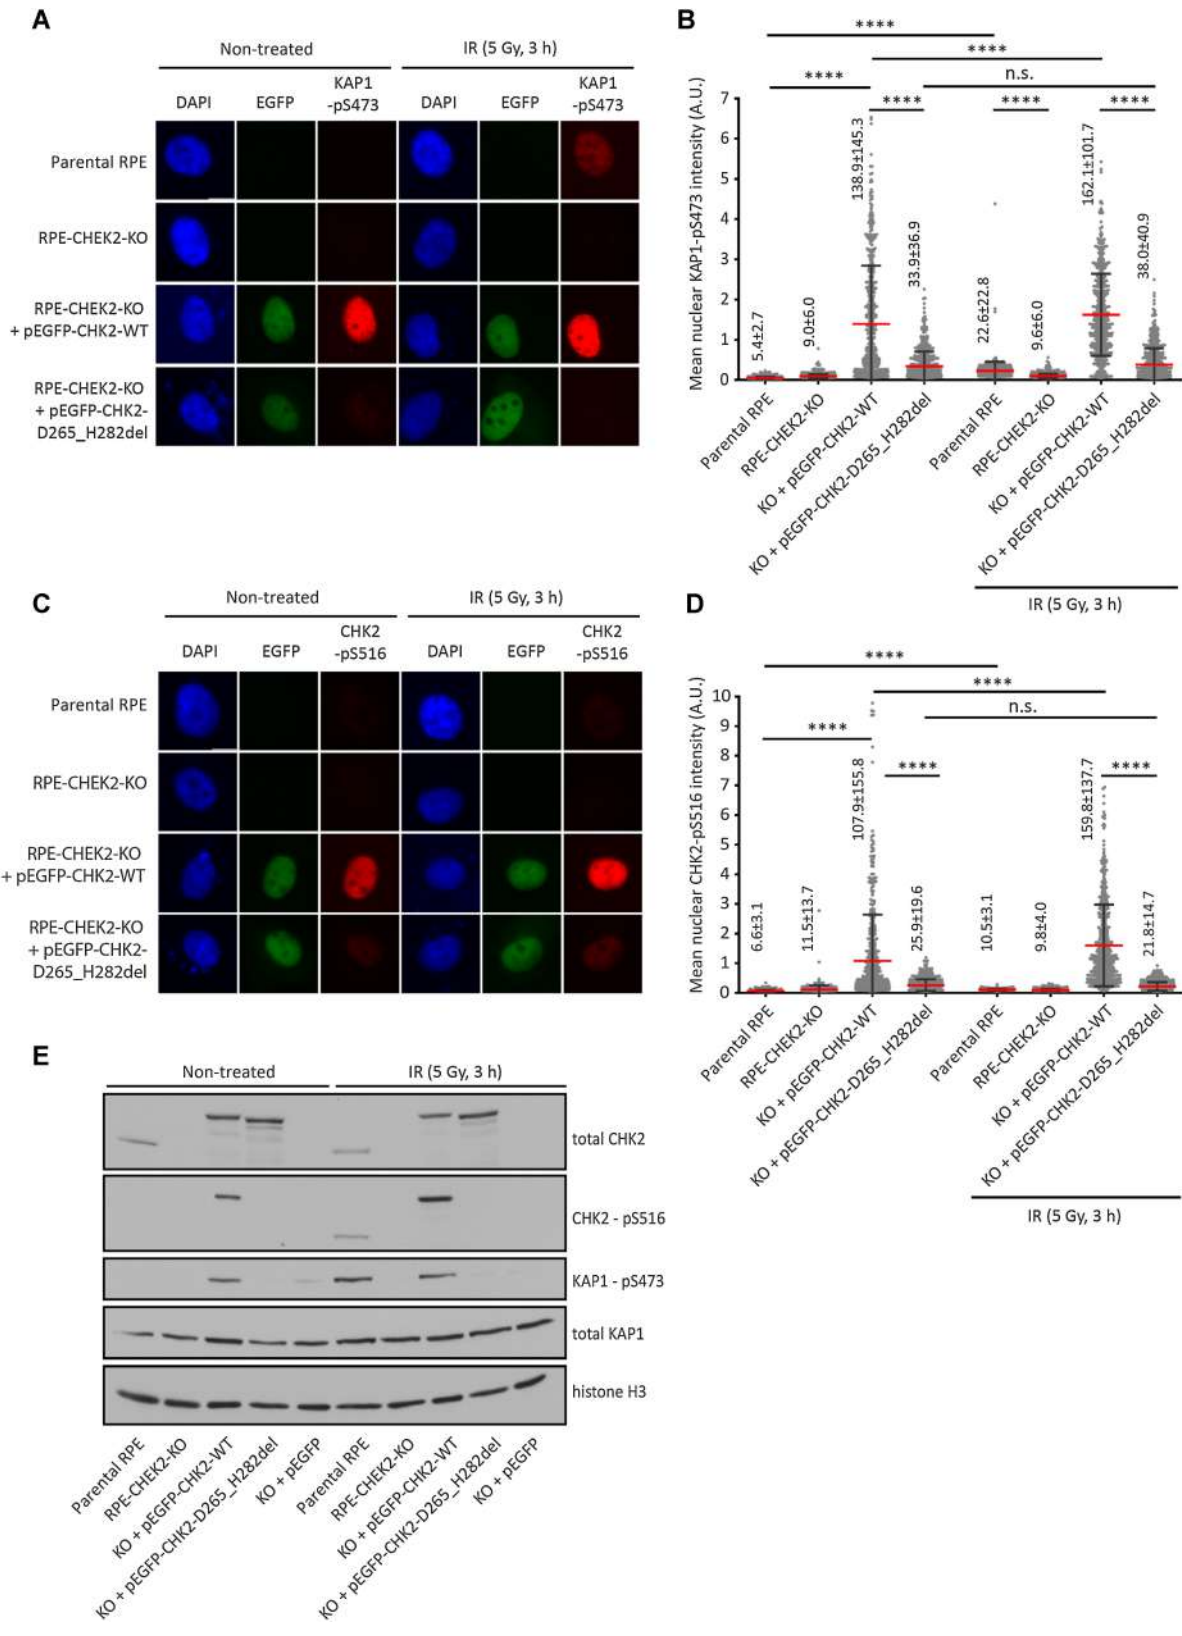 A
Non-treated
IR (5 Gy, 3 h)
DAPI
EGFP
KAP1
-pS473
DAPI
EGFP
KAP1
-pS473
Parental RPE
RPE-CHEK2-KO
RPE-CHEK2-KO
+ pEGFP-CHK2-WT
RPE-CHEK2-KO
+ pEGFP-CHK2-
D265_H282del
B
****
****
n.s.
****
****
****
****
Mean nuclear KAP1-pS473 intensity (A.U.)
7
6
5
4
3
2
1
0
5.4±2.7
9.0±6.0
138.9±145.3
33.9±36.9
22.6±22.8
9.6±6.0
162.1±101.7
38.0±40.9
Parental RPE
RPE-CHEK2-KO
KO + pEGFP-CHK2-WT
KO + pEGFP-CHK2-D265_H282del
Parental RPE
RPE-CHEK2-KO
KO + pEGFP-CHK2-WT
KO + pEGFP-CHK2-D265_H282del
IR (5 Gy, 3 h)
C
Non-treated
IR (5 Gy, 3 h)
DAPI
EGFP
CHK2
-pS516
DAPI
EGFP
CHK2
-pS516
Parental RPE
RPE-CHEK2-KO
RPE-CHEK2-KO
+ pEGFP-CHK2-WT
RPE-CHEK2-KO
+ pEGFP-CHK2-
D265_H282del
D
****
****
n.s.
****
****
****
Mean nuclear CHK2-pS516 intensity (A.U.)
10
9
8
7
6
5
4
3
2
1
0
6.6±3.1
11.5±13.7
107.9±155.8
25.9±19.6
10.5±3.1
9.8±4.0
159.8±137.7
21.8±14.7
Parental RPE
RPE-CHEK2-KO
KO + pEGFP-CHK2-WT
KO + pEGFP-CHK2-D265_H282del
Parental RPE
RPE-CHEK2-KO
KO + pEGFP-CHK2-WT
KO + pEGFP-CHK2-D265_H282del
IR (5 Gy, 3 h)
E
Non-treated
IR (5 Gy, 3 h)
total CHK2
CHK2 - pS516
KAP1 - pS473
total KAP1
histone H3
Parental RPE
RPE-CHEK2-KO
KO + pEGFP-CHK2-WT
KO + pEGFP-CHK2-D265_H282del
KO + pEGFP
Parental RPE
RPE-CHEK2-KO
KO + pEGFP-CHK2-WT
KO + pEGFP-CHK2-D265_H282del
KO + pEGFP